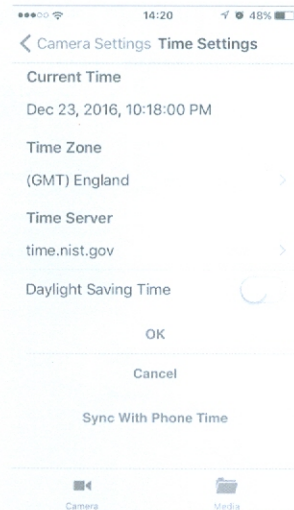 14:20 48%
Camera Settings Time Settings
Current Time
Dec 23, 2016, 10:18:00 PM
Time Zone
(GMT) England
Time Server
time.nist.gov
Daylight Saving Time
OK
Cancel
Sync With Phone Time
Camera Media